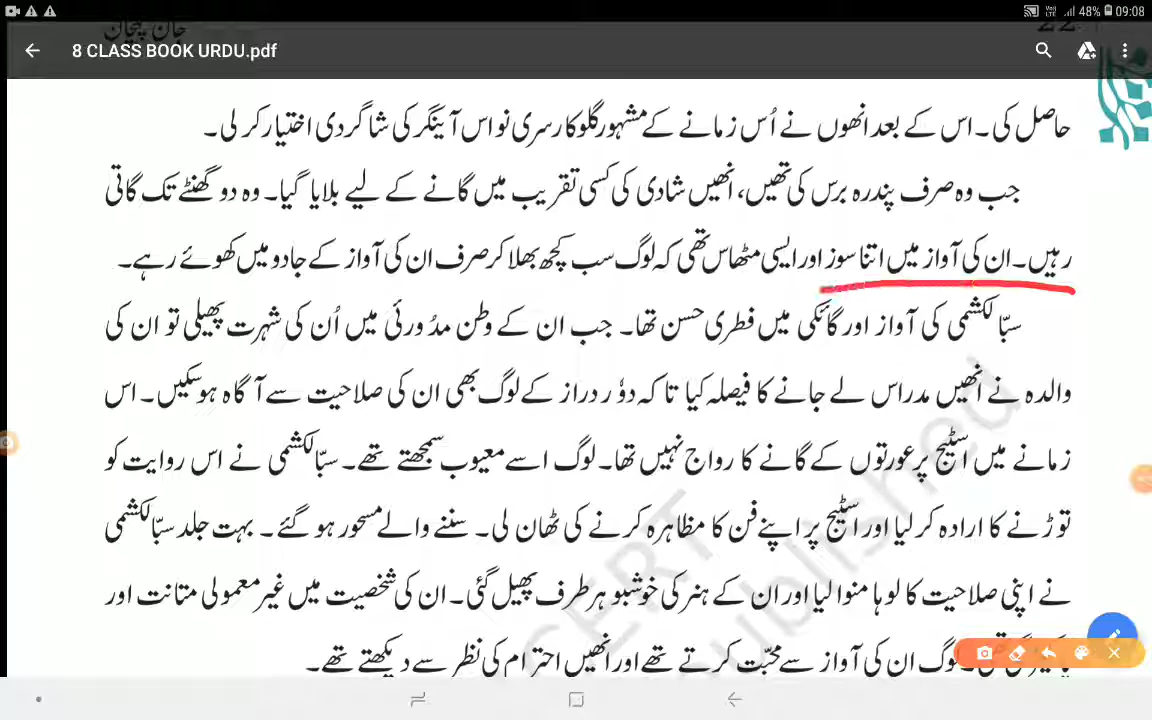 09:08 48% VoLTE
8 CLASS BOOK URDU.pdf
جان پہچان
22
حاصل کی۔ اس کے بعد انھوں نے اُس زمانے کے مشہور گلوکار سری نواس آینگر کی شاگردی اختیار کر لی۔
جب وہ صرف پندرہ برس کی تھیں، انھیں شادی کی کسی تقریب میں گانے کے لیے بلایا گیا۔ وہ دو گھنٹے تک گاتی
رہیں۔ ان کی آواز میں اتنا سوز اور ایسی مٹھاس تھی کہ لوگ سب کچھ بھلا کر صرف ان کی آواز کے جادو میں کھوئے رہے۔
سبّا لکشمی کی آواز اور گائکی میں فطری حسن تھا۔ جب ان کے وطن مدُورئی میں اُن کی شہرت پھیلی تو ان کی
والدہ نے انھیں مدراس لے جانے کا فیصلہ کیا تاکہ دوٗر دراز کے لوگ بھی ان کی صلاحیت سے آگاہ ہوسکیں۔ اس
زمانے میں اسٹیج پر عورتوں کے گانے کا رواج نہیں تھا۔ لوگ اسے معیوب سمجھتے تھے۔ سبّا لکشمی نے اس روایت کو
توڑنے کا ارادہ کر لیا اور اسٹیج پر اپنے فن کا مظاہرہ کرنے کی ٹھان لی۔ سننے والے مسحور ہو گئے۔ بہت جلد سبّا لکشمی
نے اپنی صلاحیت کا لوہا منوا لیا اور ان کے ہنر کی خوشبو ہر طرف پھیل گئی۔ ان کی شخصیت میں غیر معمولی متانت اور
لوگ ان کی آواز سے محبّت کرتے تھے اور انھیں احترام کی نظر سے دیکھتے تھے۔